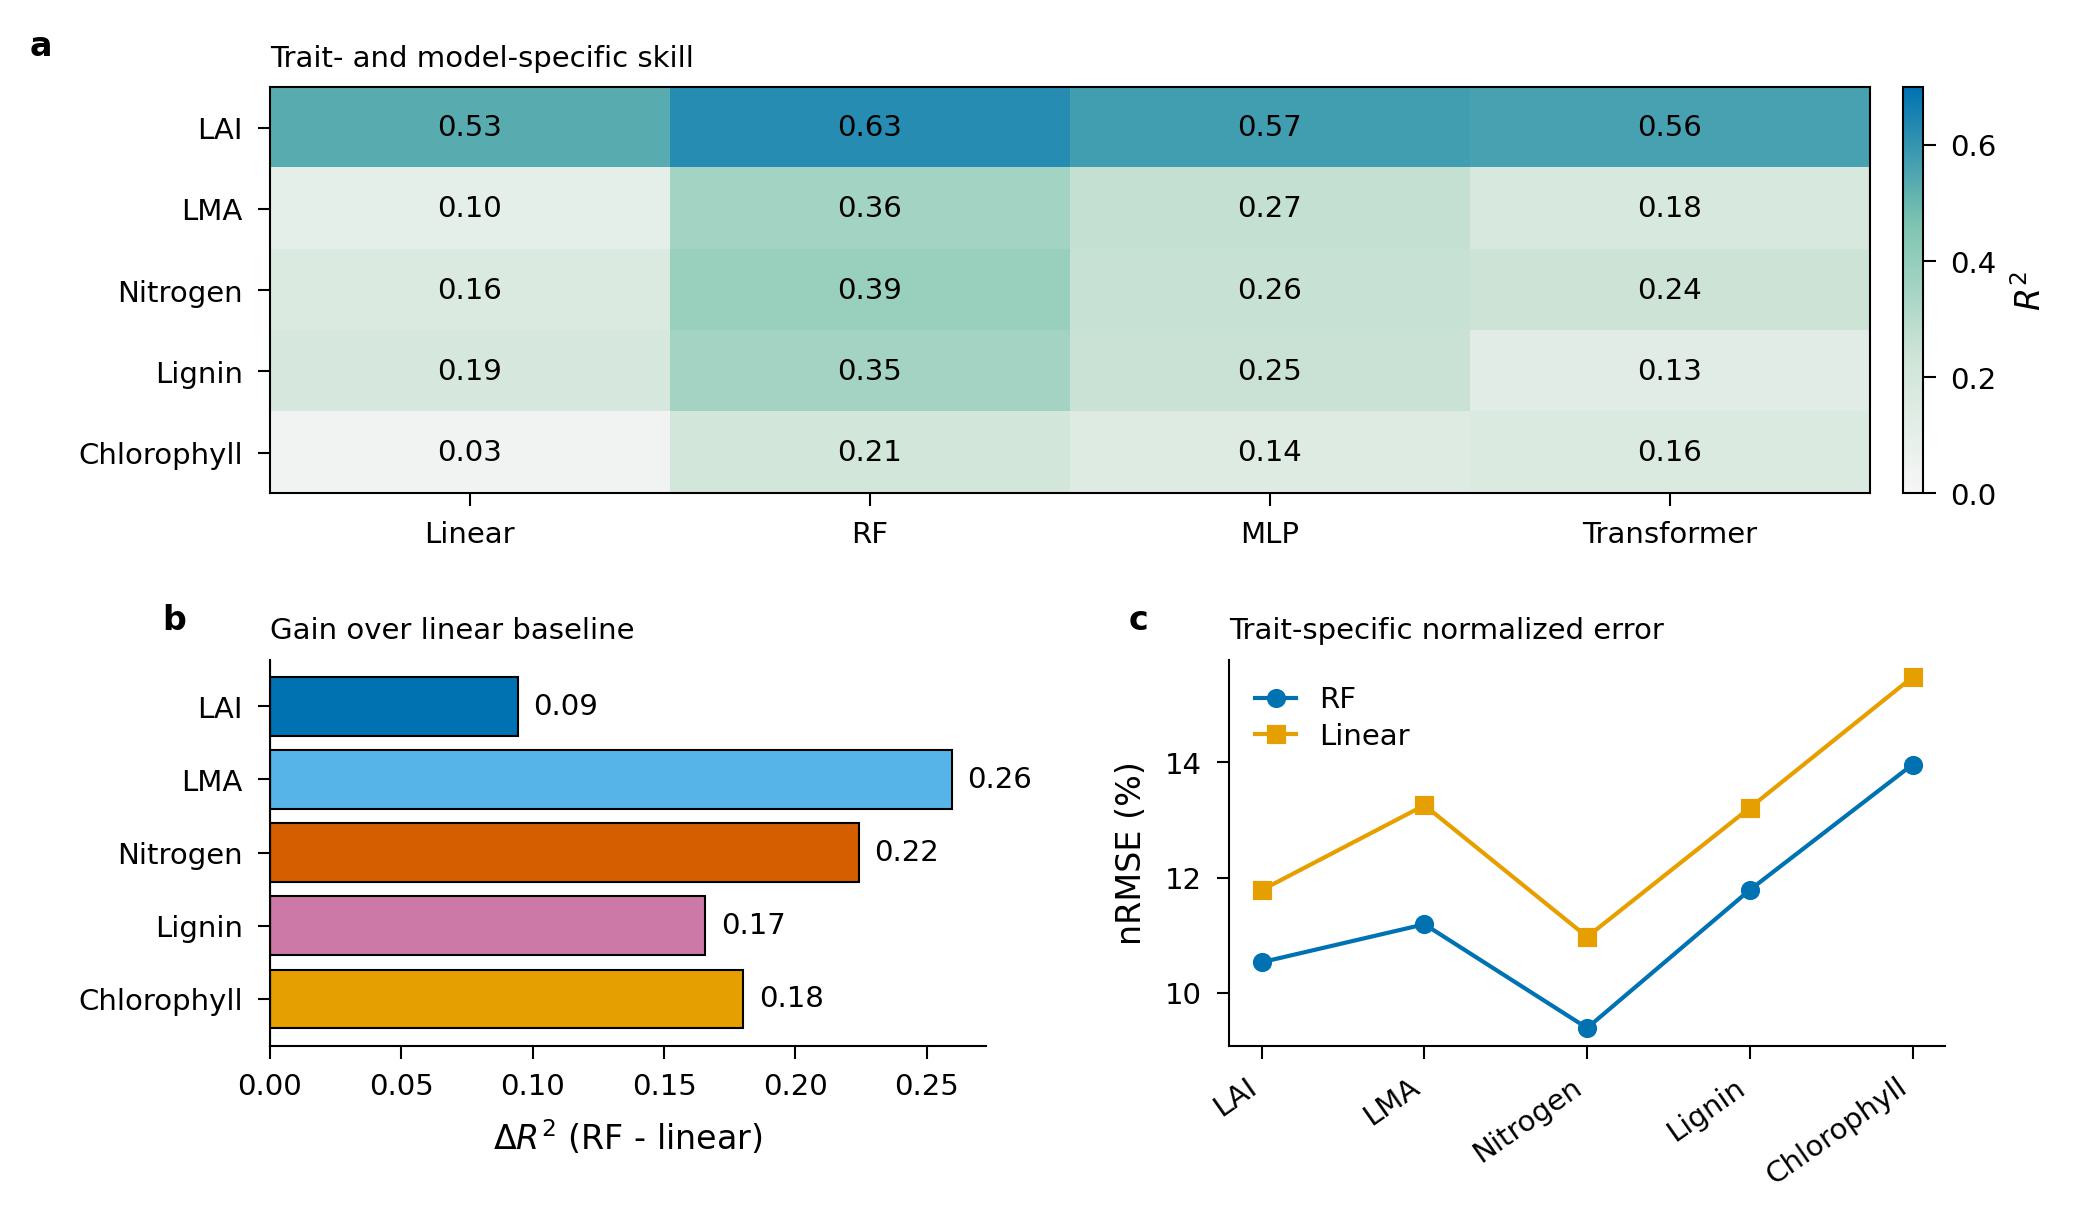 a
Trait- and model-specific skill
LAI 0.53 0.63 0.57 0.56
LMA 0.10 0.36 0.27 0.18
Nitrogen 0.16 0.39 0.26 0.24
Lignin 0.19 0.35 0.25 0.13
Chlorophyll 0.03 0.21 0.14 0.16
Linear RF MLP Transformer
0.6
0.4
0.2
0.0
R²
b
Gain over linear baseline
LAI 0.09
LMA 0.26
Nitrogen 0.22
Lignin 0.17
Chlorophyll 0.18
0.00 0.05 0.10 0.15 0.20 0.25
ΔR² (RF - linear)
c
Trait-specific normalized error
RF
Linear
nRMSE (%)
14
12
10
LAI LMA Nitrogen Lignin Chlorophyll